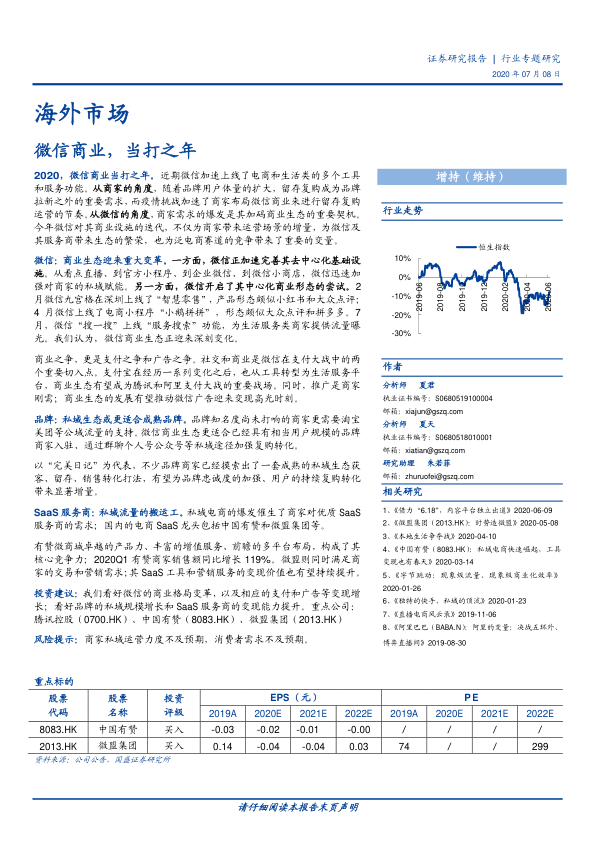 证券研究报告 | 行业专题研究
2020 年 07 月 08 日
海外市场
微信商业，当打之年
2020，微信商业当打之年。近期微信加速上线了电商和生活类的多个工具
和服务功能。从商家的角度，随着品牌用户体量的扩大，留存复购成为品牌
拉新之外的重要需求，而疫情挑战加速了商家布局微信商业来进行留存复购
运营的节奏。从微信的角度，商家需求的爆发是其加码商业生态的重要契机。
今年微信对其商业设施的迭代，不仅为商家带来运营场景的增量，为微信及
其服务商带来生态的繁荣，也为泛电商赛道的竞争带来了重要的变量。
微信：商业生态迎来重大变革。一方面，微信正加速完善其去中心化基础设
施。从看点直播，到官方小程序、到企业微信、到微信小商店，微信迅速加
强对商家的私域赋能。另一方面，微信开启了其中心化商业形态的尝试。2
月微信九宫格在深圳上线了“智慧零售”，产品形态颇似小红书和大众点评；
4 月微信上线了电商小程序“小鹅拼拼”，形态颇似大众点评和拼多多。7
月，微信“搜一搜”上线“服务搜索”功能，为生活服务类商家提供流量曝
光。我们认为，微信商业生态正迎来深刻变化。
商业之争，更是支付之争和广告之争。社交和商业是微信在支付大战中的两
个重要切入点。支付宝在经历一系列变化之后，也从工具转型为生活服务平
台，商业生态有望成为腾讯和阿里支付大战的重要战场。同时，推广是商家
刚需；商业生态的发展有望推动微信广告迎来变现高光时刻。
品牌：私域生态或更适合成熟品牌。品牌知名度尚未打响的商家更需要淘宝
美团等公域流量的支持。微信商业生态更适合已经具有相当用户规模的品牌
商家入驻、通过群聊个人号公众号等私域途径加强复购转化。
以“完美日记”为代表，不少品牌商家已经摸索出了一套成熟的私域生态获
客、留存，销售转化打法，有望为品牌忠诚度的加强、用户的持续复购转化
带来显著增量。
SaaS 服务商：私域流量的搬运工。私域电商的爆发催生了商家对优质 SaaS
服务商的需求；国内的电商 SaaS 龙头包括中国有赞和微盟集团等。
有赞微商城卓越的产品力、丰富的增值服务、前瞻的多平台布局，构成了其
核心竞争力；2020Q1 有赞商家销售额同比增长 119%。微盟则同时满足商
家的交易和营销需求；其 SaaS 工具和营销服务的变现价值也有望持续提升。
投资建议：我们看好微信的商业格局变革，以及相应的支付和广告等变现增
长；看好品牌的私域规模增长和 SaaS 服务商的变现能力提升。重点公司：
腾讯控股（0700.HK）、中国有赞（8083.HK）、微盟集团（2013.HK）
风险提示：商家私域运营力度不及预期，消费者需求不及预期。
增持（维持）
行业走势
恒生指数
10%
0%
-10%
-20%
-30%
2019-06
2019-08
2019-10
2019-12
2020-02
2020-04
2020-06
作者
分析师 夏君
执业证书编号：S0680519100004
邮箱：xiajun@gszq.com
分析师 夏天
执业证书编号：S0680518010001
邮箱：xiatian@gszq.com
研究助理 朱若菲
邮箱：zhuruofei@gszq.com
相关研究
1、《借力“6.18”，内容平台独立出道》2020-06-09
2、《微盟集团（2013.HK）：时势造微盟》2020-05-08
3、《本地生活争夺战》2020-04-10
4、《中国有赞（8083.HK）：私域电商快速崛起，工具
变现也有春天》2020-03-14
5、《字节跳动：现象级流量，现象级商业化效率》
2020-01-26
6、《独特的快手，私域的顶流》2020-01-23
7、《直播电商风云录》2019-11-06
8、《阿里巴巴（BABA.N）：阿里的变量：决战五环外、
博弈直播间》2019-08-30
重点标的
股票 股票 投资 EPS（元） PE
代码 名称 评级 2019A 2020E 2021E 2022E 2019A 2020E 2021E 2022E
8083.HK 中国有赞 买入 -0.03 -0.02 -0.01 -0.00 / / / /
2013.HK 微盟集团 买入 0.14 -0.04 -0.04 0.03 74 / / 299
资料来源：公司公告，国盛证券研究所
请仔细阅读本报告末页声明